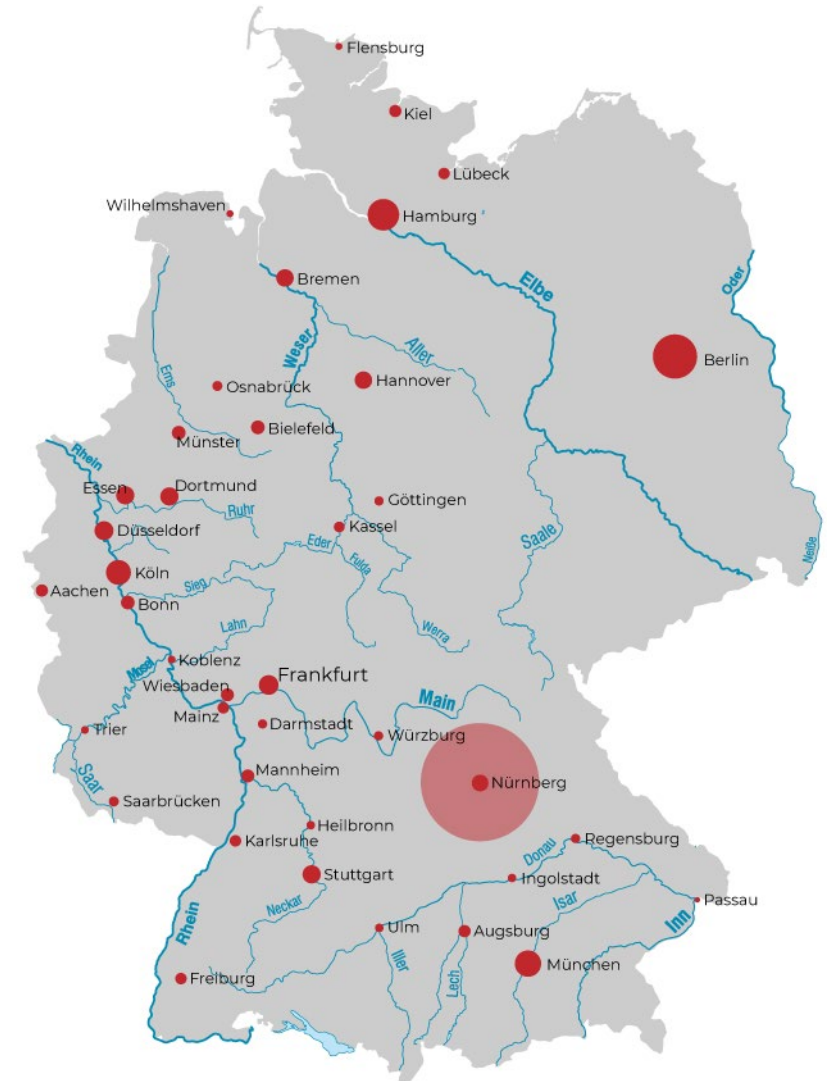 Flensburg
Kiel
Lübeck
Wilhelmshaven
Hamburg
Bremen
Elbe
Oder
Weser
Aller
Berlin
Ems
Osnabrück
Hannover
Bielefeld
Münster
Rhein
Essen
Dortmund
Göttingen
Ruhr
Düsseldorf
Kassel
Saale
Eder
Neiße
Fulda
Köln
Sieg
Aachen
Bonn
Lahn
Werra
Koblenz
Mosel
Frankfurt
Wiesbaden
Main
Mainz
Darmstadt
Trier
Würzburg
Saar
Mannheim
Nürnberg
Saarbrücken
Heilbronn
Karlsruhe
Regensburg
Donau
Stuttgart
Ingolstadt
Neckar
Isar
Passau
Rhein
Ulm
Augsburg
Inn
Iller
Lech
München
Freiburg